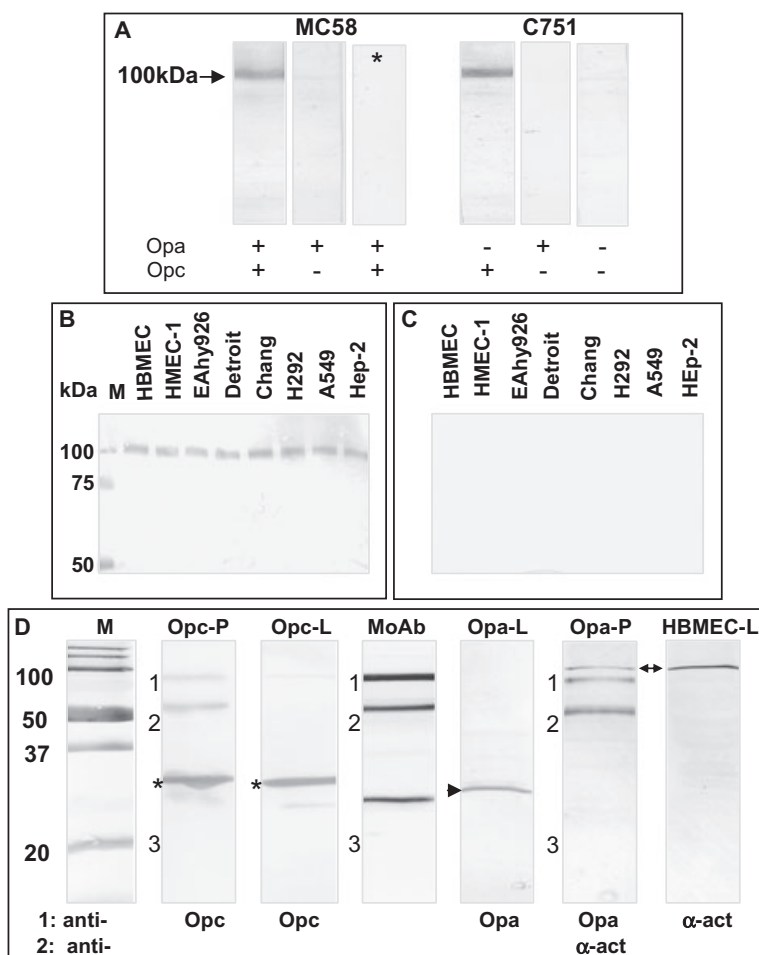 A
MC58 C751
*
100kDa
Opa + + + - + -
Opc + - + + - -
B
HBMEC HMEC-1 EAhy926 Detroit Chang H292 A549 Hep-2
kDa M
100
75
50
C
HBMEC HMEC-1 EAhy926 Detroit Chang H292 A549 HEp-2
D M Opc-P Opc-L MoAb Opa-L Opa-P HBMEC-L
100 1 1 1
50 2 2 2
37
* *
20 3 3 3
1: anti- Opc Opc Opa Opa α-act
2: anti- α-act